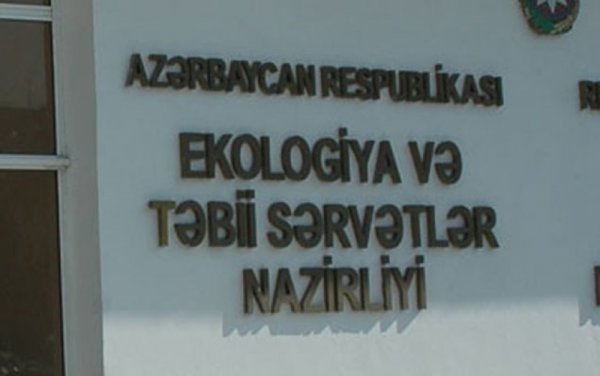 AZƏRBAYCAN RESPUBLİKASI
EKOLOGİYA VƏ
TƏBİİ SƏRVƏTLƏR
NAZİRLİYİ